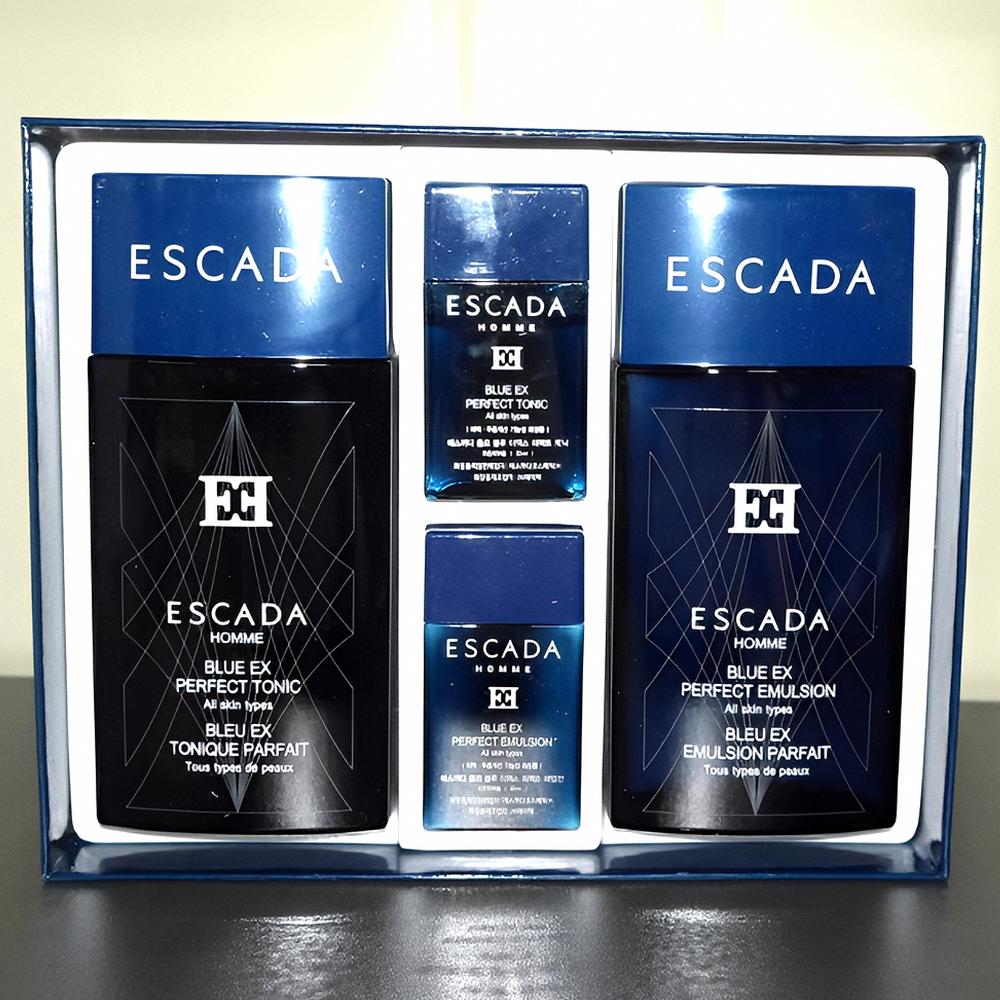 ESCADA
ESCADA
HOMME
BLUE EX
PERFECT TONIC
All skin types
BLEU EX
TONIQUE PARFAIT
Tous types de peaux
ESCADA
HOMME
BLUE EX
PERFECT TONIC
All skin types
ESCADA
HOMME
BLUE EX
PERFECT EMULSION
All skin types
ESCADA
ESCADA
HOMME
BLUE EX
PERFECT EMULSION
All skin types
BLEU EX
EMULSION PARFAIT
Tous types de peaux